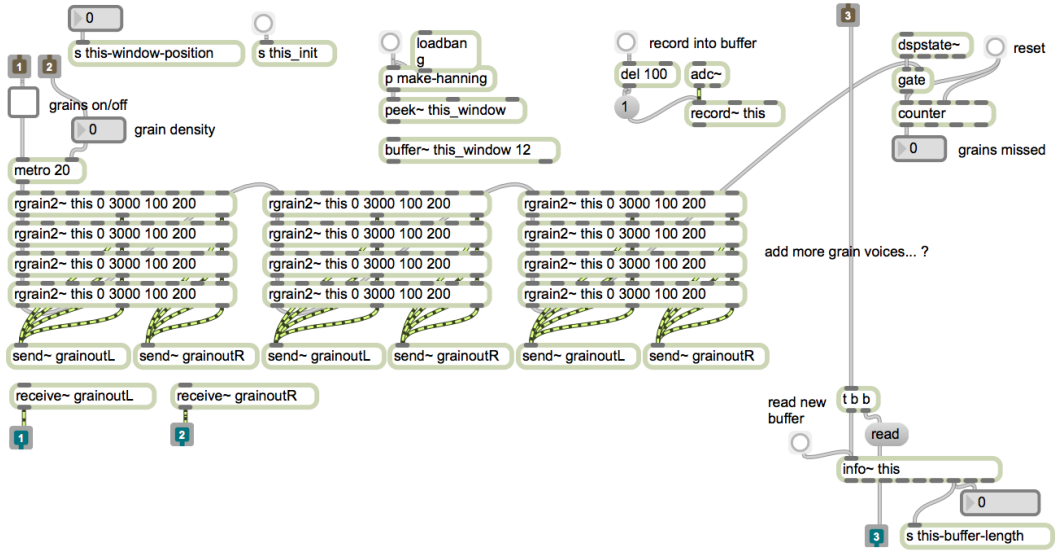 0
s this-window-position
s this_init
loadban
g
p make-hanning
peek~ this_window
buffer~ this_window 12
record into buffer
del 100
adc~
1
record~ this
3
dspstate~
reset
gate
counter
0
grains missed
1
2
grains on/off
0
grain density
metro 20
rgrain2~ this 0 3000 100 200
rgrain2~ this 0 3000 100 200
rgrain2~ this 0 3000 100 200
rgrain2~ this 0 3000 100 200
rgrain2~ this 0 3000 100 200
rgrain2~ this 0 3000 100 200
rgrain2~ this 0 3000 100 200
rgrain2~ this 0 3000 100 200
rgrain2~ this 0 3000 100 200
rgrain2~ this 0 3000 100 200
rgrain2~ this 0 3000 100 200
rgrain2~ this 0 3000 100 200
add more grain voices... ?
send~ grainoutL
send~ grainoutR
send~ grainoutL
send~ grainoutR
send~ grainoutL
send~ grainoutR
receive~ grainoutL
receive~ grainoutR
1
2
t b b
read new
buffer
read
info~ this
0
3
s this-buffer-length